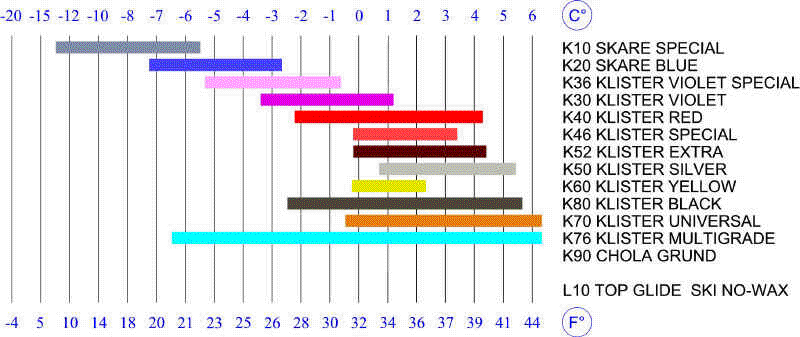 -20 -15 -12 -10 -8 -7 -6 -5 -4 -3 -2 -1 0 1 2 3 4 5 6 C°
K10 SKARE SPECIAL
K20 SKARE BLUE
K36 KLISTER VIOLET SPECIAL
K30 KLISTER VIOLET
K40 KLISTER RED
K46 KLISTER SPECIAL
K52 KLISTER EXTRA
K50 KLISTER SILVER
K60 KLISTER YELLOW
K80 KLISTER BLACK
K70 KLISTER UNIVERSAL
K76 KLISTER MULTIGRADE
K90 CHOLA GRUND
L10 TOP GLIDE SKI NO-WAX
-4 5 10 14 18 20 21 23 25 26 28 30 32 34 36 37 39 41 44 F°